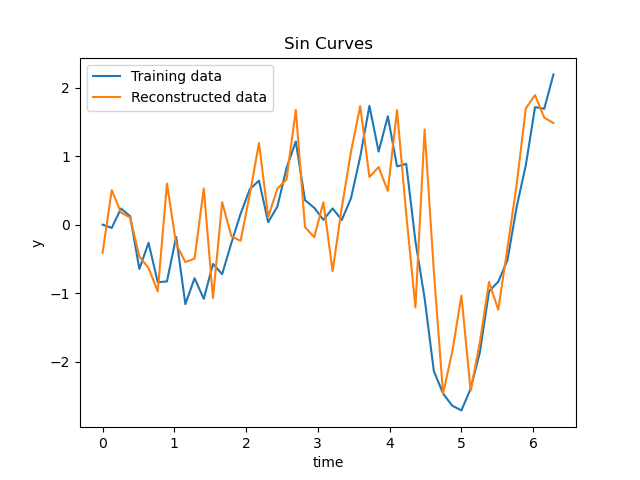 Sin Curves
Training data
Reconstructed data
2
1
0
−1
−2
y
0 1 2 3 4 5 6
time